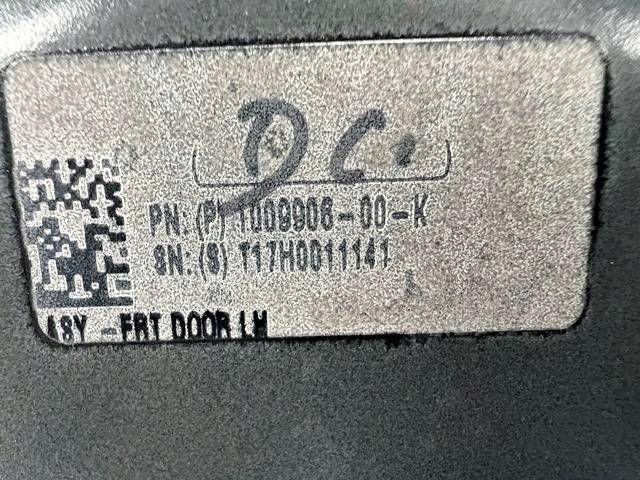 DC.
PN: (P) 1009906-00-K
SN: (S) T17H0011141
ASY -FRT DOOR LH